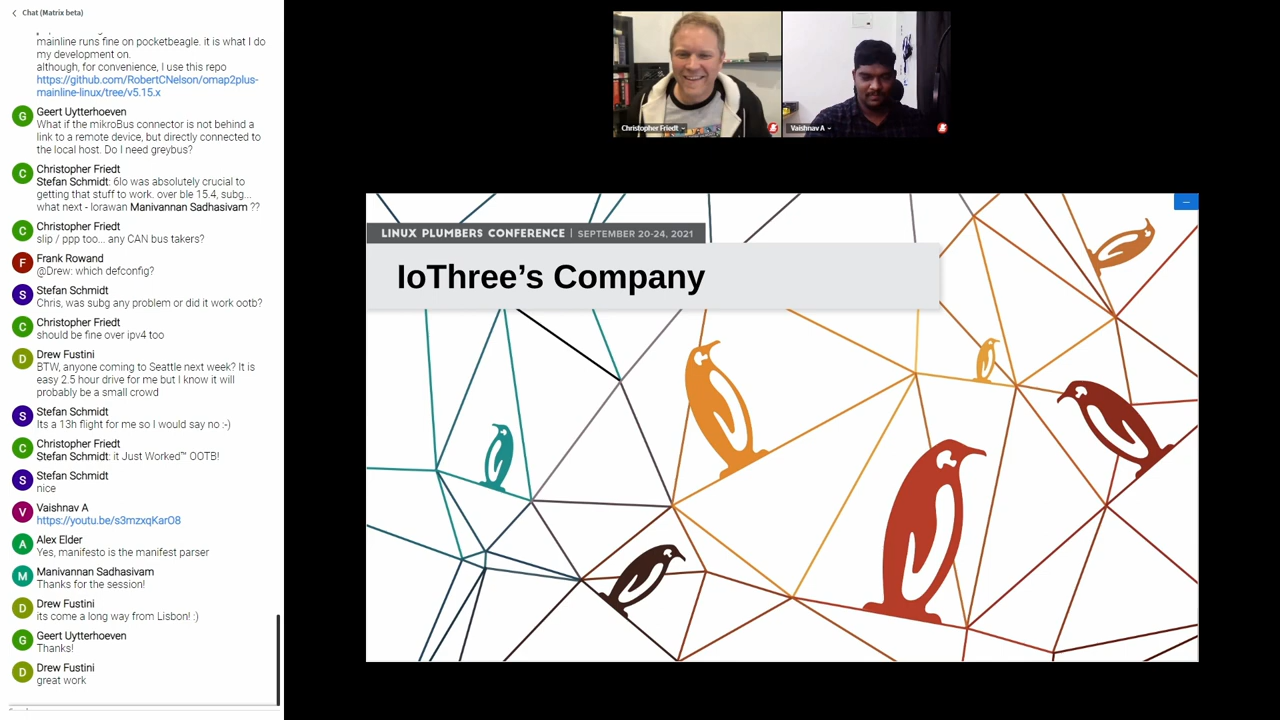 Chat (Matrix beta)
mainline runs fine on pocketbeagle. it is what I do
my development on.
although, for convenience, I use this repo
https://github.com/RobertCNelson/omap2plus-
mainline-linux/tree/v5.15.x
G
Geert Uytterhoeven
What if the mikroBus connector is not behind a
link to a remote device, but directly connected to
the local host. Do I need greybus?
C
Christopher Friedt
Stefan Schmidt: 6lo was absolutely crucial to
getting that stuff to work. over ble 15.4, subg...
what next - lorawan Manivannan Sadhasivam ??
C
Christopher Friedt
slip / ppp too... any CAN bus takers?
F
Frank Rowand
@Drew: which defconfig?
S
Stefan Schmidt
Chris, was subg any problem or did it work ootb?
C
Christopher Friedt
should be fine over ipv4 too
D
Drew Fustini
BTW, anyone coming to Seattle next week? It is
easy 2.5 hour drive for me but I know it will
probably be a small crowd
S
Stefan Schmidt
Its a 13h flight for me so I would say no :-)
C
Christopher Friedt
Stefan Schmidt: it Just Worked™ OOTB!
S
Stefan Schmidt
nice
V
Vaishnav A
https://youtu.be/s3mzxqKarO8
A
Alex Elder
Yes, manifesto is the manifest parser
M
Manivannan Sadhasivam
Thanks for the session!
D
Drew Fustini
its come a long way from Lisbon! :)
G
Geert Uytterhoeven
Thanks!
D
Drew Fustini
great work
Christopher Friedt
Vaishnav A
LINUX PLUMBERS CONFERENCE | SEPTEMBER 20-24, 2021
IoThree’s Company